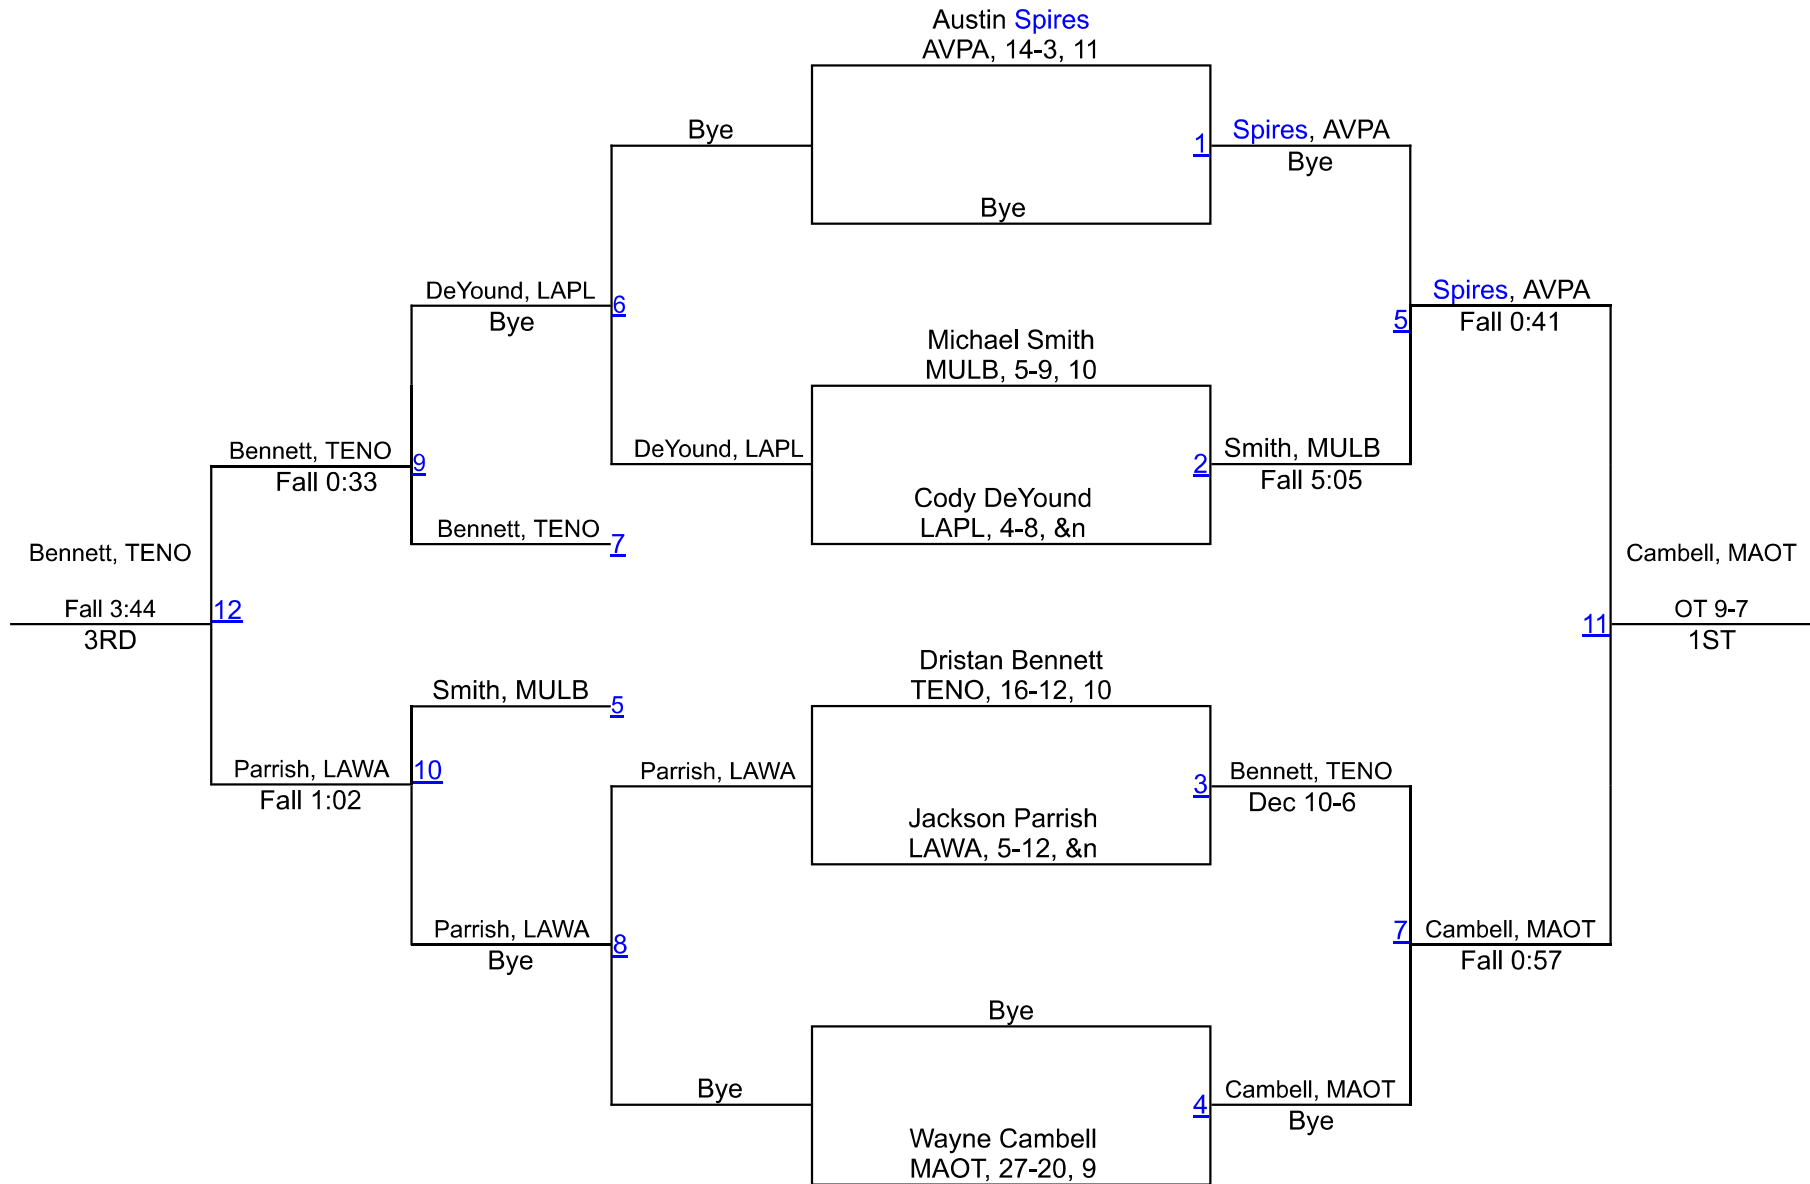 Austin Spires
AVPA, 14-3, 11
Bye
1
Spires, AVPA
Bye
Bye
DeYound, LAPL
Bye
6
Spires, AVPA
Fall 0:41
5
Michael Smith
MULB, 5-9, 10
Bennett, TENO
Fall 0:33
9
DeYound, LAPL
2
Smith, MULB
Fall 5:05
Cody DeYound
LAPL, 4-8, &n
Bennett, TENO
7
Bennett, TENO
Fall 3:44
3RD
12
Cambell, MAOT
OT 9-7
1ST
11
Dristan Bennett
TENO, 16-12, 10
Smith, MULB
5
Parrish, LAWA
Fall 1:02
10
Parrish, LAWA
3
Bennett, TENO
Dec 10-6
Jackson Parrish
LAWA, 5-12, &n
Parrish, LAWA
Bye
8
7
Cambell, MAOT
Fall 0:57
Bye
Bye
4
Cambell, MAOT
Bye
Wayne Cambell
MAOT, 27-20, 9